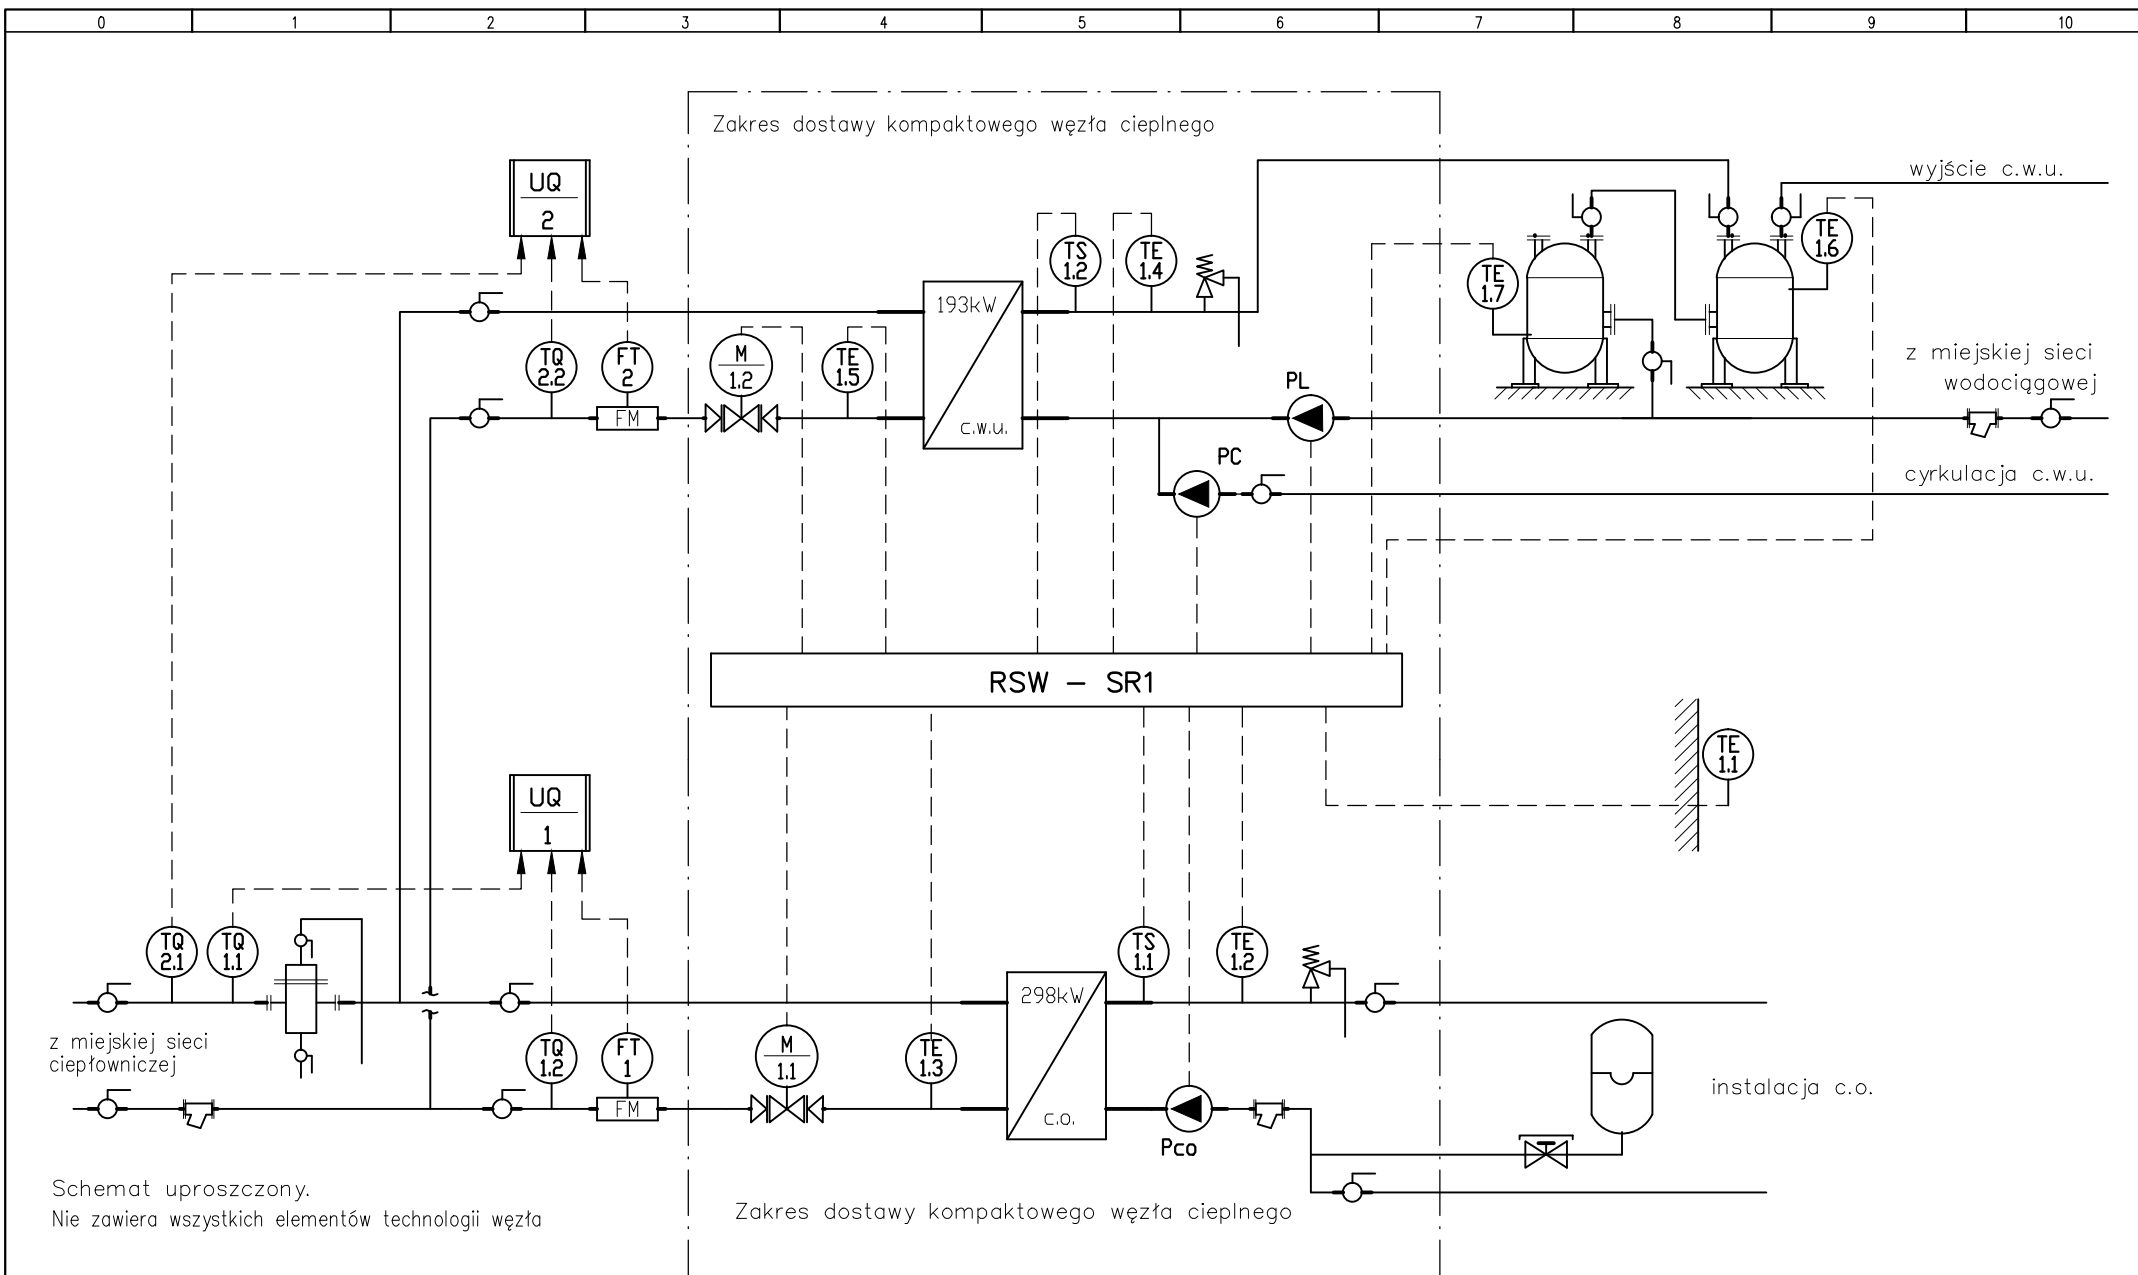 0 1 2 3 4 5 6 7 8 9 10
Zakres dostawy kompaktowego węzła cieplnego
wyjście c.w.u.
UQ
2
TS
1.2
TE
1.4
TE
1.7
TE
1.6
193kW
c.w.u.
TQ
2.2
FT
2
FM
M
1.2
TE
1.5
PL
PC
z miejskiej sieci
wodociągowej
cyrkulacja c.w.u.
RSW – SR1
TE
1.1
UQ
1
TQ
2.1
TQ
1.1
TS
1.1
TE
1.2
298kW
c.o.
z miejskiej sieci
ciepłowniczej
TQ
1.2
FT
1
FM
M
1.1
TE
1.3
Pco
instalacja c.o.
Schemat uproszczony.
Nie zawiera wszystkich elementów technologii węzła
Zakres dostawy kompaktowego węzła cieplnego